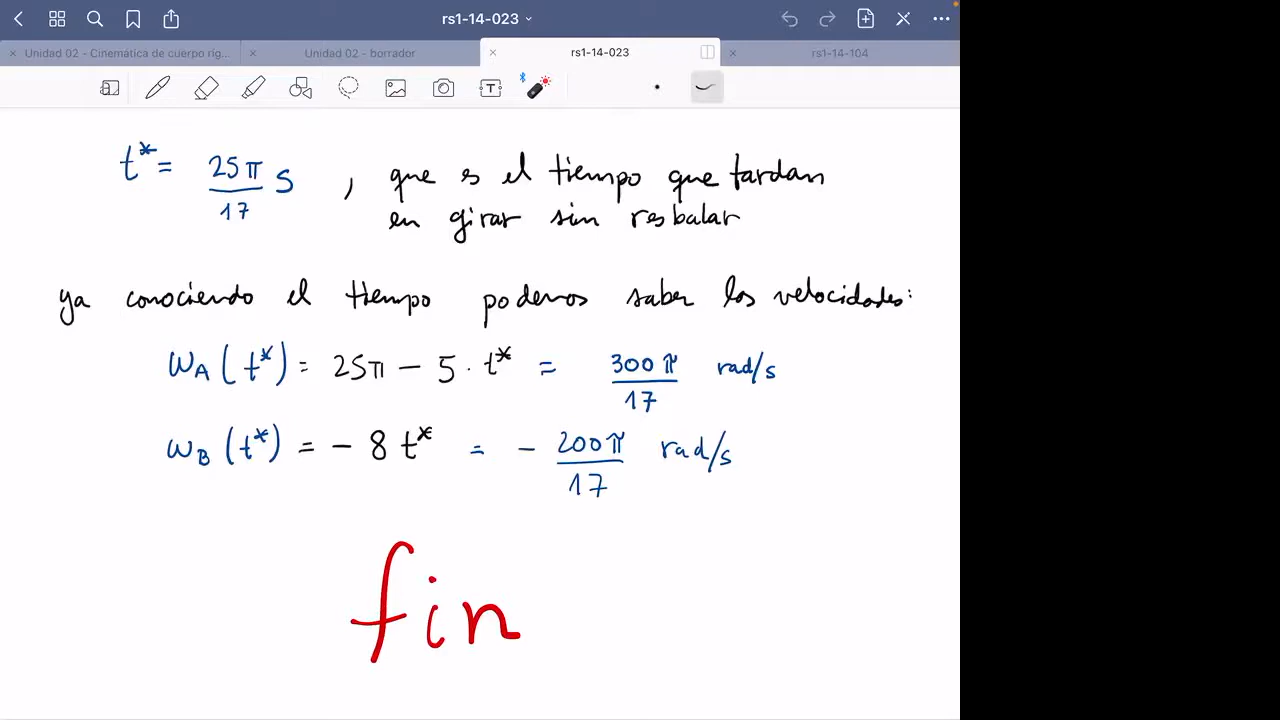 rs1-14-023
Unidad 02 - Cinemática de cuerpo ríg...
Unidad 02 - borrador
rs1-14-023
rs1-14-104
t* = 25π/17 s , que es el tiempo que tardan
en girar sin resbalar
ya conociendo el tiempo podemos saber las velocidades:
ωA(t*) = 25π - 5 · t* = 300π/17 rad/s
ωB(t*) = - 8 t* = - 200π/17 rad/s
fin